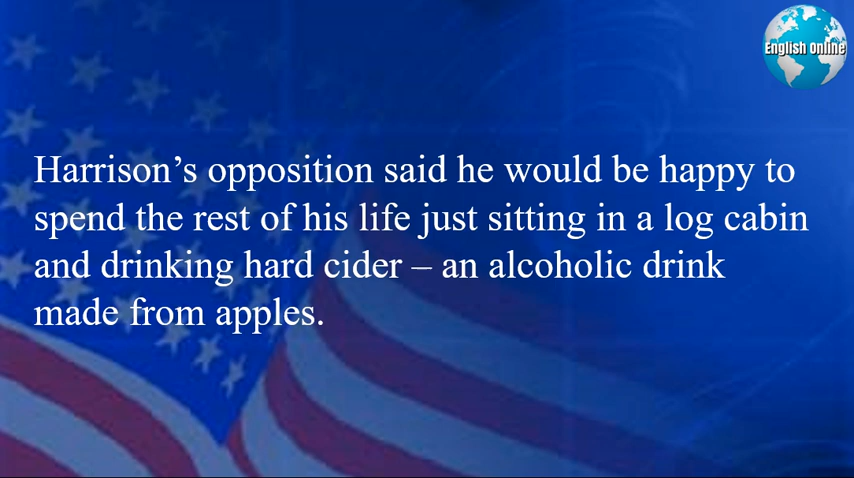 English Online
Harrison’s opposition said he would be happy to
spend the rest of his life just sitting in a log cabin
and drinking hard cider – an alcoholic drink
made from apples.